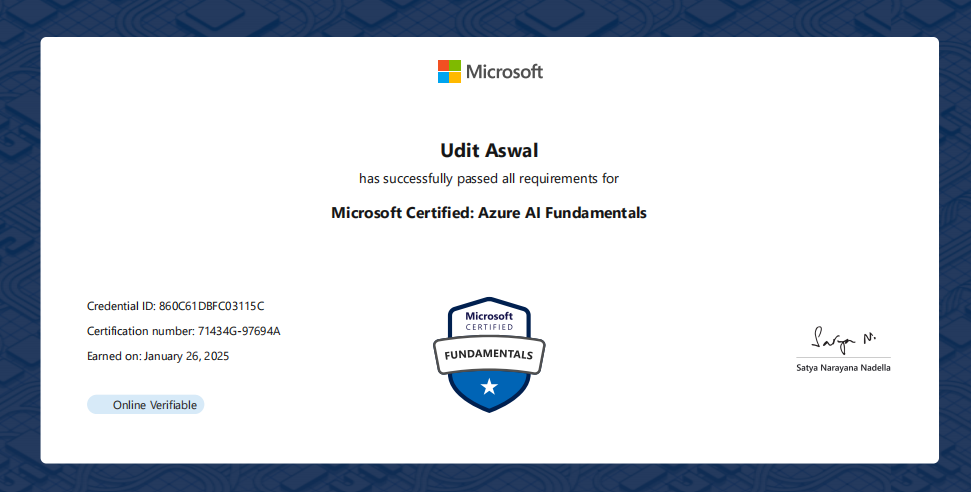 Microsoft
Udit Aswal
has successfully passed all requirements for
Microsoft Certified: Azure AI Fundamentals
Credential ID: 860C61DBFC03115C
Certification number: 71434G-97694A
Earned on: January 26, 2025
Online Verifiable
Microsoft
CERTIFIED
FUNDAMENTALS
Satya N.
Satya Narayana Nadella